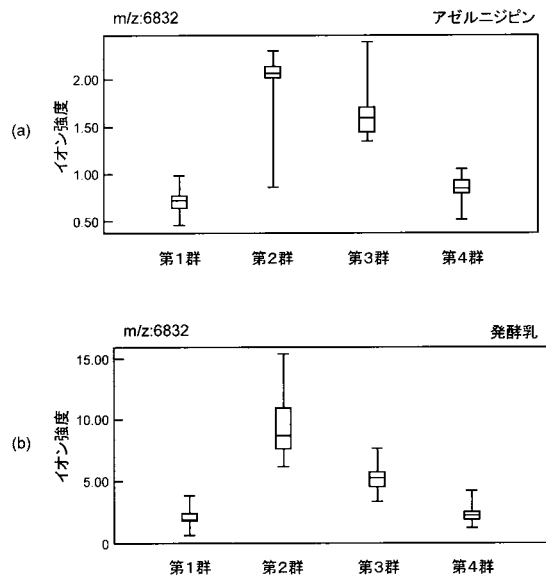 m/z:6832 アゼルニジピン
(a)
イオン強度
2.00
1.50
1.00
0.50
第1群 第2群 第3群 第4群
m/z:6832 発酵乳
(b)
イオン強度
15.00
10.00
5.00
0
第1群 第2群 第3群 第4群